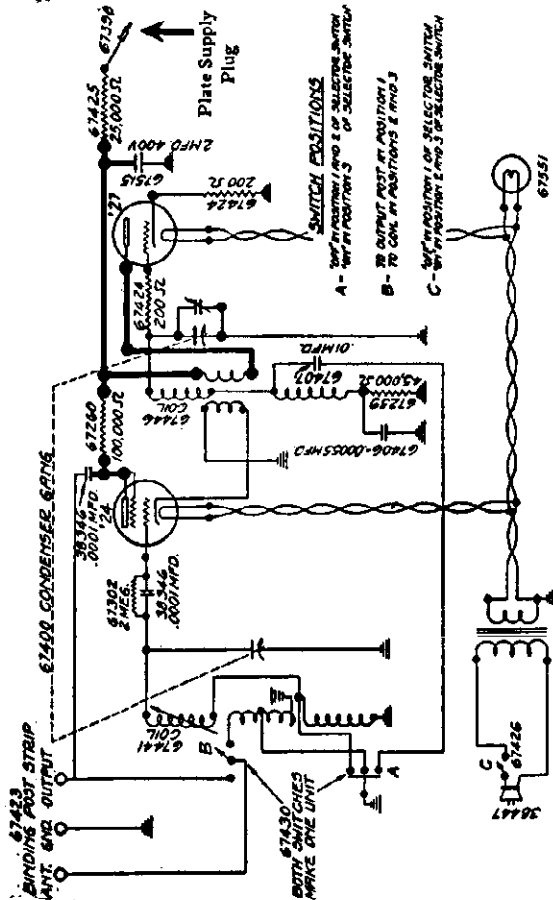 67423
BINDING POST STRIP
ANT. GND. OUTPUT
67400 CONDENSER GANG
38346
.0001 MFD.
67260
100,000 Ω
67425
25,000 Ω
67390
Plate Supply
Plug
'24
'27
67515
2 MFD. 400V
67424
200 Ω
67424
200 Ω
67302
2 MEG.
38346
.0001 MFD.
67441
COIL
B
67446
COIL
67407
.01 MFD.
67406-.00055 MFD
67259
45,000 Ω
67430
BOTH SWITCHES
MAKE ONE UNIT
A
SWITCH POSITIONS
A- "OFF" IN POSITION 1 AND 2 OF SELECTOR SWITCH
"ON" IN POSITION 3 OF SELECTOR SWITCH
B- TO OUTPUT POST IN POSITION 1
TO COIL IN POSITIONS 2 AND 3
C- "OFF" IN POSITION 1 OF SELECTOR SWITCH
"ON" IN POSITION 2 AND 3 OF SELECTOR SWITCH
C
67426
38447
67551